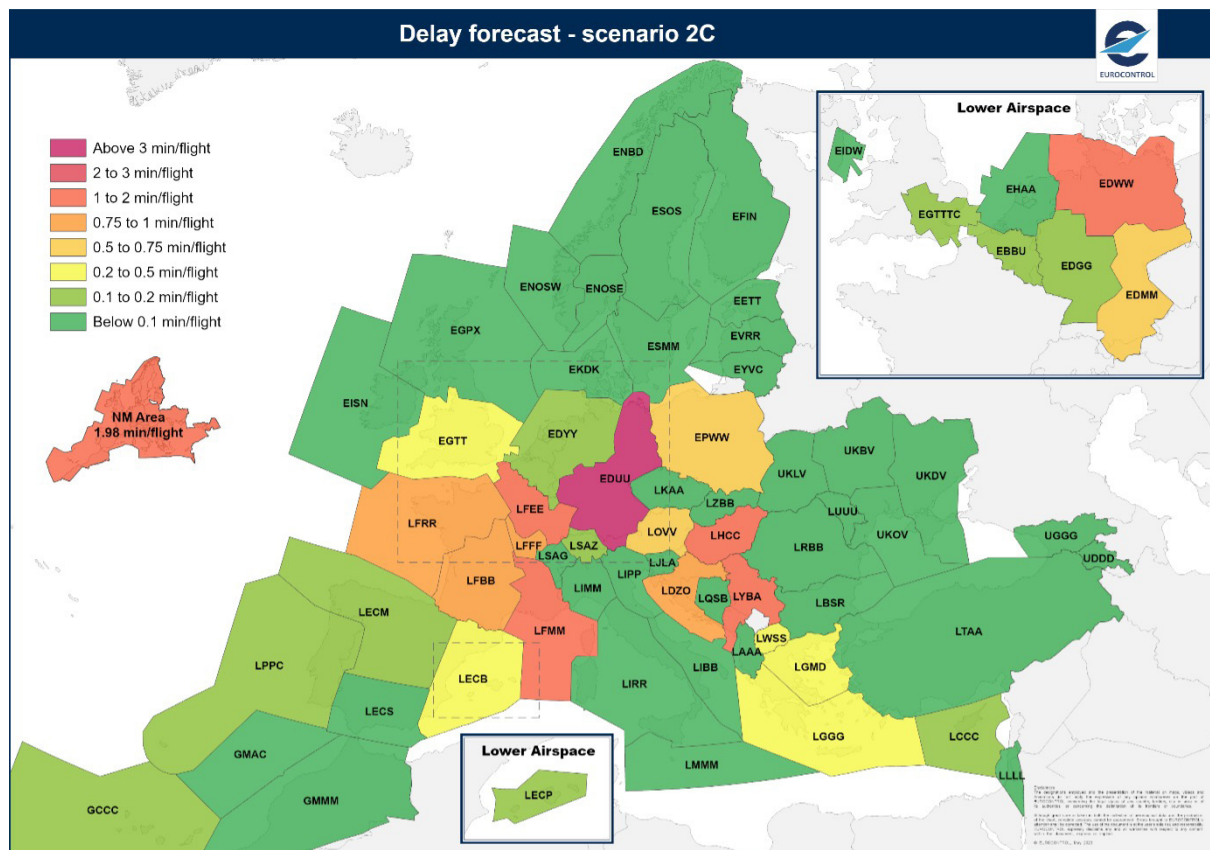 Delay forecast - scenario 2C
EUROCONTROL
Above 3 min/flight
2 to 3 min/flight
1 to 2 min/flight
0.75 to 1 min/flight
0.5 to 0.75 min/flight
0.2 to 0.5 min/flight
0.1 to 0.2 min/flight
Below 0.1 min/flight
NM Area
1.98 min/flight
Lower Airspace
EIDW
EHAA
EDWW
EGTTTC
EBBU
EDGG
EDMM
ENBD
ESOS
EFIN
ENOSW
ENOSE
EETT
EGPX
EVRR
ESMM
EKDK
EYVC
EISN
EGTT
EDYY
EPWW
EDUU
UKLV
UKBV
UKDV
LKAA
LZBB
LFEE
LFRR
LUUU
LOVV
LHCC
UKOV
LFFF
LSAZ
LSAG
UGGG
LRBB
UDDD
LJLA
LIPP
LIMM
LFBB
LDZO
LQSB
LYBA
LBSR
LECM
LTAA
LFMM
LWSS
LAAA
LPPC
LGMD
LIBB
LECB
LIRR
LECS
LGGG
LCCC
GMAC
LMMM
LLLL
GCCC
GMMM
Lower Airspace
LECP